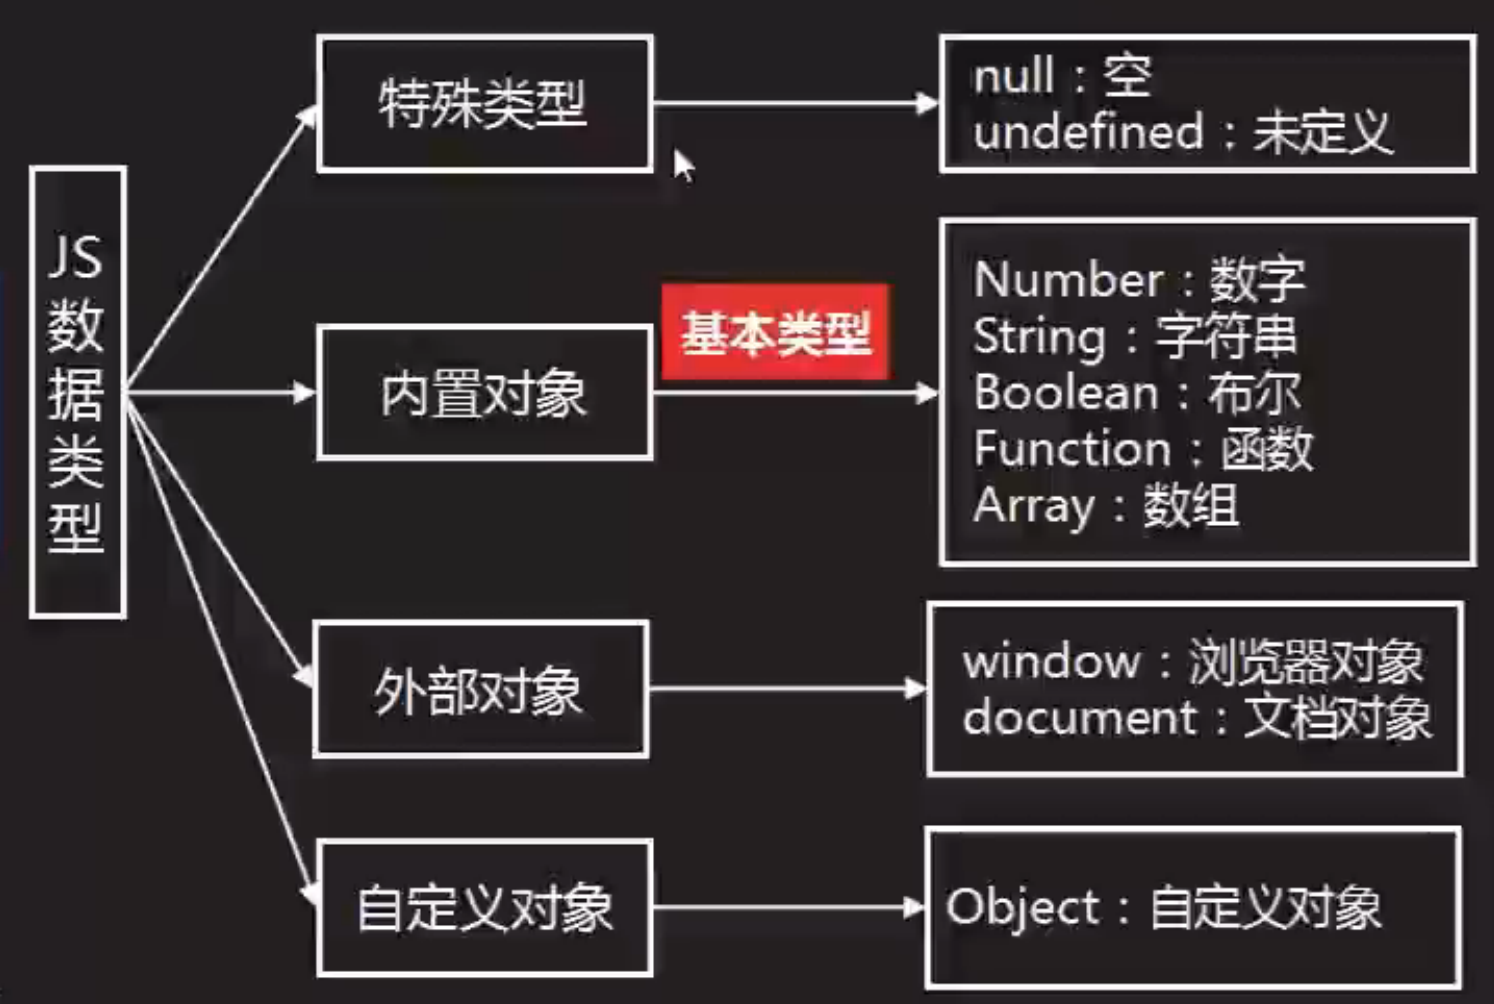 JS数据类型
特殊类型
null：空
undefined：未定义
内置对象
基本类型
Number：数字
String：字符串
Boolean：布尔
Function：函数
Array：数组
外部对象
window：浏览器对象
document：文档对象
自定义对象
Object：自定义对象